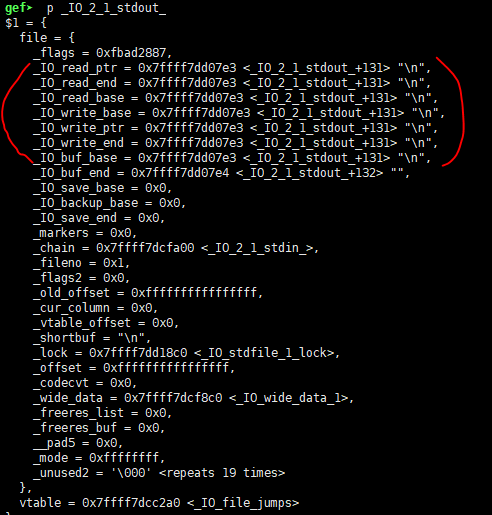 gef➤  p _IO_2_1_stdout_
$1 = {
  file = {
    _flags = 0xfbad2887,
    _IO_read_ptr = 0x7ffff7dd07e3 <_IO_2_1_stdout_+131> "\n",
    _IO_read_end = 0x7ffff7dd07e3 <_IO_2_1_stdout_+131> "\n",
    _IO_read_base = 0x7ffff7dd07e3 <_IO_2_1_stdout_+131> "\n",
    _IO_write_base = 0x7ffff7dd07e3 <_IO_2_1_stdout_+131> "\n",
    _IO_write_ptr = 0x7ffff7dd07e3 <_IO_2_1_stdout_+131> "\n",
    _IO_write_end = 0x7ffff7dd07e3 <_IO_2_1_stdout_+131> "\n",
    _IO_buf_base = 0x7ffff7dd07e3 <_IO_2_1_stdout_+131> "\n",
    _IO_buf_end = 0x7ffff7dd07e4 <_IO_2_1_stdout_+132> "",
    _IO_save_base = 0x0,
    _IO_backup_base = 0x0,
    _IO_save_end = 0x0,
    _markers = 0x0,
    _chain = 0x7ffff7dcfa00 <_IO_2_1_stdin_>,
    _fileno = 0x1,
    _flags2 = 0x0,
    _old_offset = 0xffffffffffffffff,
    _cur_column = 0x0,
    _vtable_offset = 0x0,
    _shortbuf = "\n",
    _lock = 0x7ffff7dd18c0 <_IO_stdfile_1_lock>,
    _offset = 0xffffffffffffffff,
    _codecvt = 0x0,
    _wide_data = 0x7ffff7dcf8c0 <_IO_wide_data_1>,
    _freeres_list = 0x0,
    _freeres_buf = 0x0,
    __pad5 = 0x0,
    _mode = 0xffffffff,
    _unused2 = '\000' <repeats 19 times>
  },
  vtable = 0x7ffff7dcc2a0 <_IO_file_jumps>